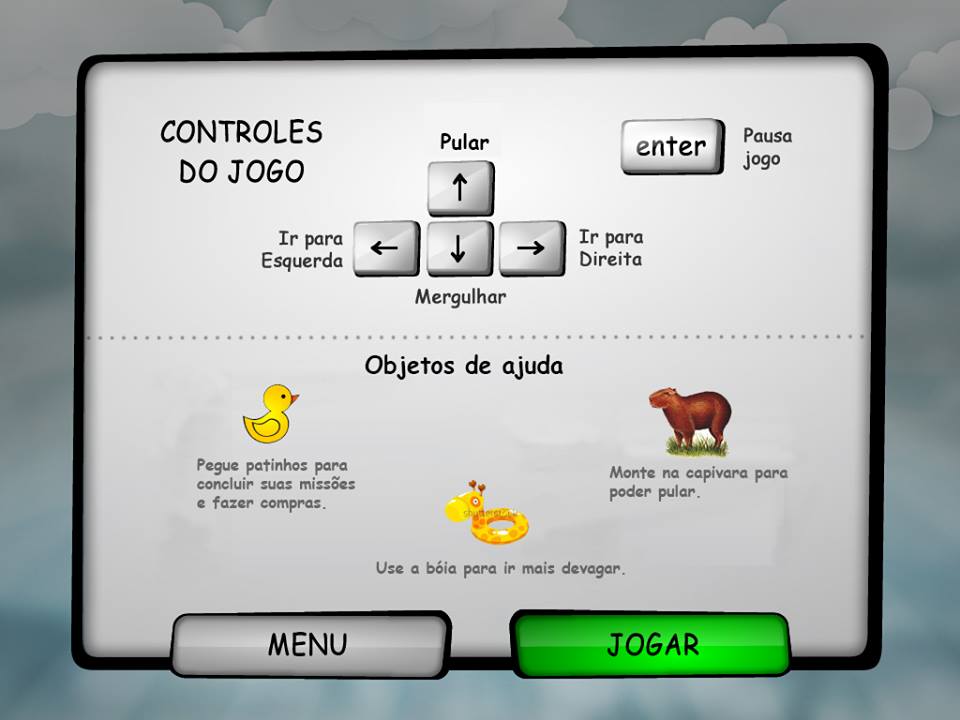 CONTROLES
DO JOGO
Pular
enter
Pausa
jogo
Ir para
Esquerda
Ir para
Direita
Mergulhar
Objetos de ajuda
Pegue patinhos para
concluir suas missões
e fazer compras.
Monte na capivara para
poder pular.
Use a bóia para ir mais devagar.
MENU
JOGAR